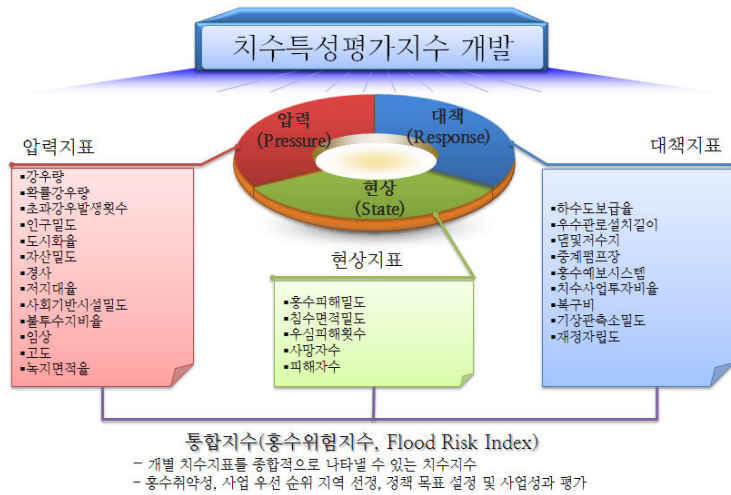 치수특성평가지수 개발
압력
(Pressure)
대책
(Response)
현상
(State)
압력지표
▪강우량
▪확률강우량
▪초과강우발생횟수
▪인구밀도
▪도시화율
▪자산밀도
▪경사
▪저지대율
▪사회기반시설밀도
▪불투수지비율
▪임상
▪고도
▪녹지면적율
현상지표
▪홍수피해밀도
▪침수면적밀도
▪우심피해횟수
▪사망자수
▪피해자수
대책지표
▪하수도보급율
▪우수관로설치길이
▪댐및저수지
▪중계펌프장
▪홍수예보시스템
▪치수사업투자비율
▪복구비
▪기상관측소밀도
▪재정자립도
통합지수(홍수위험지수, Flood Risk Index)
- 개별 치수지표를 종합적으로 나타낼 수 있는 치수지수
- 홍수취약성, 사업 우선 순위 지역 선정, 정책 목표 설정 및 사업성과 평가